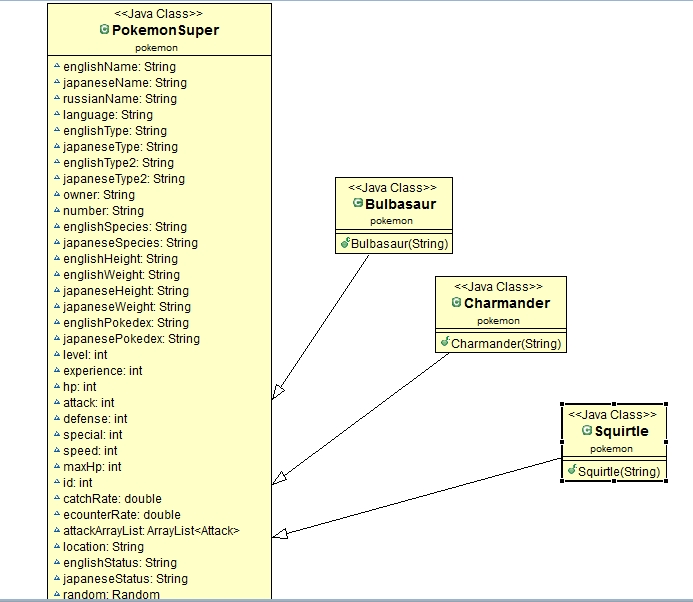 <<Java Class>>
PokemonSuper
pokemon
englishName: String
japaneseName: String
russianName: String
language: String
englishType: String
japaneseType: String
englishType2: String
japaneseType2: String
owner: String
number: String
englishSpecies: String
japaneseSpecies: String
englishHeight: String
englishWeight: String
japaneseHeight: String
japaneseWeight: String
englishPokedex: String
japanesePokedex: String
level: int
experience: int
hp: int
attack: int
defense: int
special: int
speed: int
maxHp: int
id: int
catchRate: double
ecounterRate: double
attackArrayList: ArrayList<Attack>
location: String
englishStatus: String
japaneseStatus: String
random: Random
<<Java Class>>
Bulbasaur
pokemon
Bulbasaur(String)
<<Java Class>>
Charmander
pokemon
Charmander(String)
<<Java Class>>
Squirtle
pokemon
Squirtle(String)